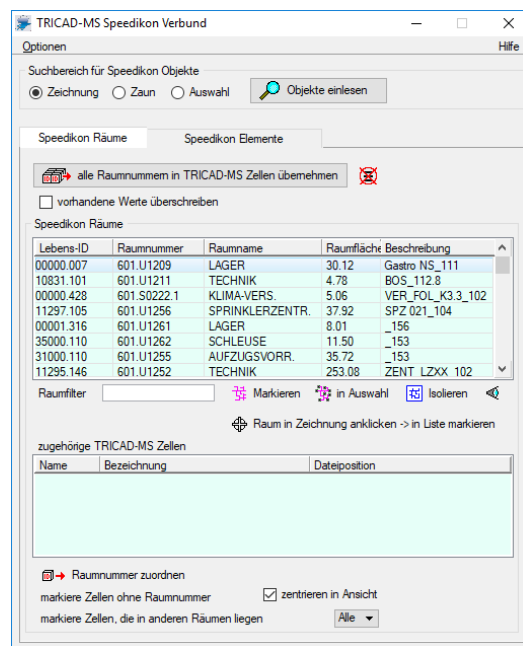 TRICAD-MS Speedikon Verbund
Optionen Hilfe
Suchbereich für Speedikon Objekte
Zeichnung Zaun Auswahl Objekte einlesen
Speedikon Räume Speedikon Elemente
alle Raumnummern in TRICAD-MS Zellen übernehmen
vorhandene Werte überschreiben
Speedikon Räume
Lebens-ID Raumnummer Raumname Raumfläche Beschreibung
00000.007 601.U1209 LAGER 30.12 Gastro NS_111
10831.101 601.U1211 TECHNIK 4.78 BOS_112.8
00000.428 601.S0222.1 KLIMA-VERS. 5.06 VER_FOL_K3.3_102
11297.105 601.U1256 SPRINKLERZENTR. 37.92 SPZ 021_104
00001.316 601.U1261 LAGER 8.01 _156
35000.110 601.U1262 SCHLEUSE 11.50 _153
31000.110 601.U1255 AUFZUGSVORR. 35.72 _153
11295.146 601.U1252 TECHNIK 253.08 ZENT_LZXX_102
Raumfilter Markieren in Auswahl Isolieren
Raum in Zeichnung anklicken -> in Liste markieren
zugehörige TRICAD-MS Zellen
Name Bezeichnung Dateiposition
Raumnummer zuordnen
markiere Zellen ohne Raumnummer zentrieren in Ansicht
markiere Zellen, die in anderen Räumen liegen Alle